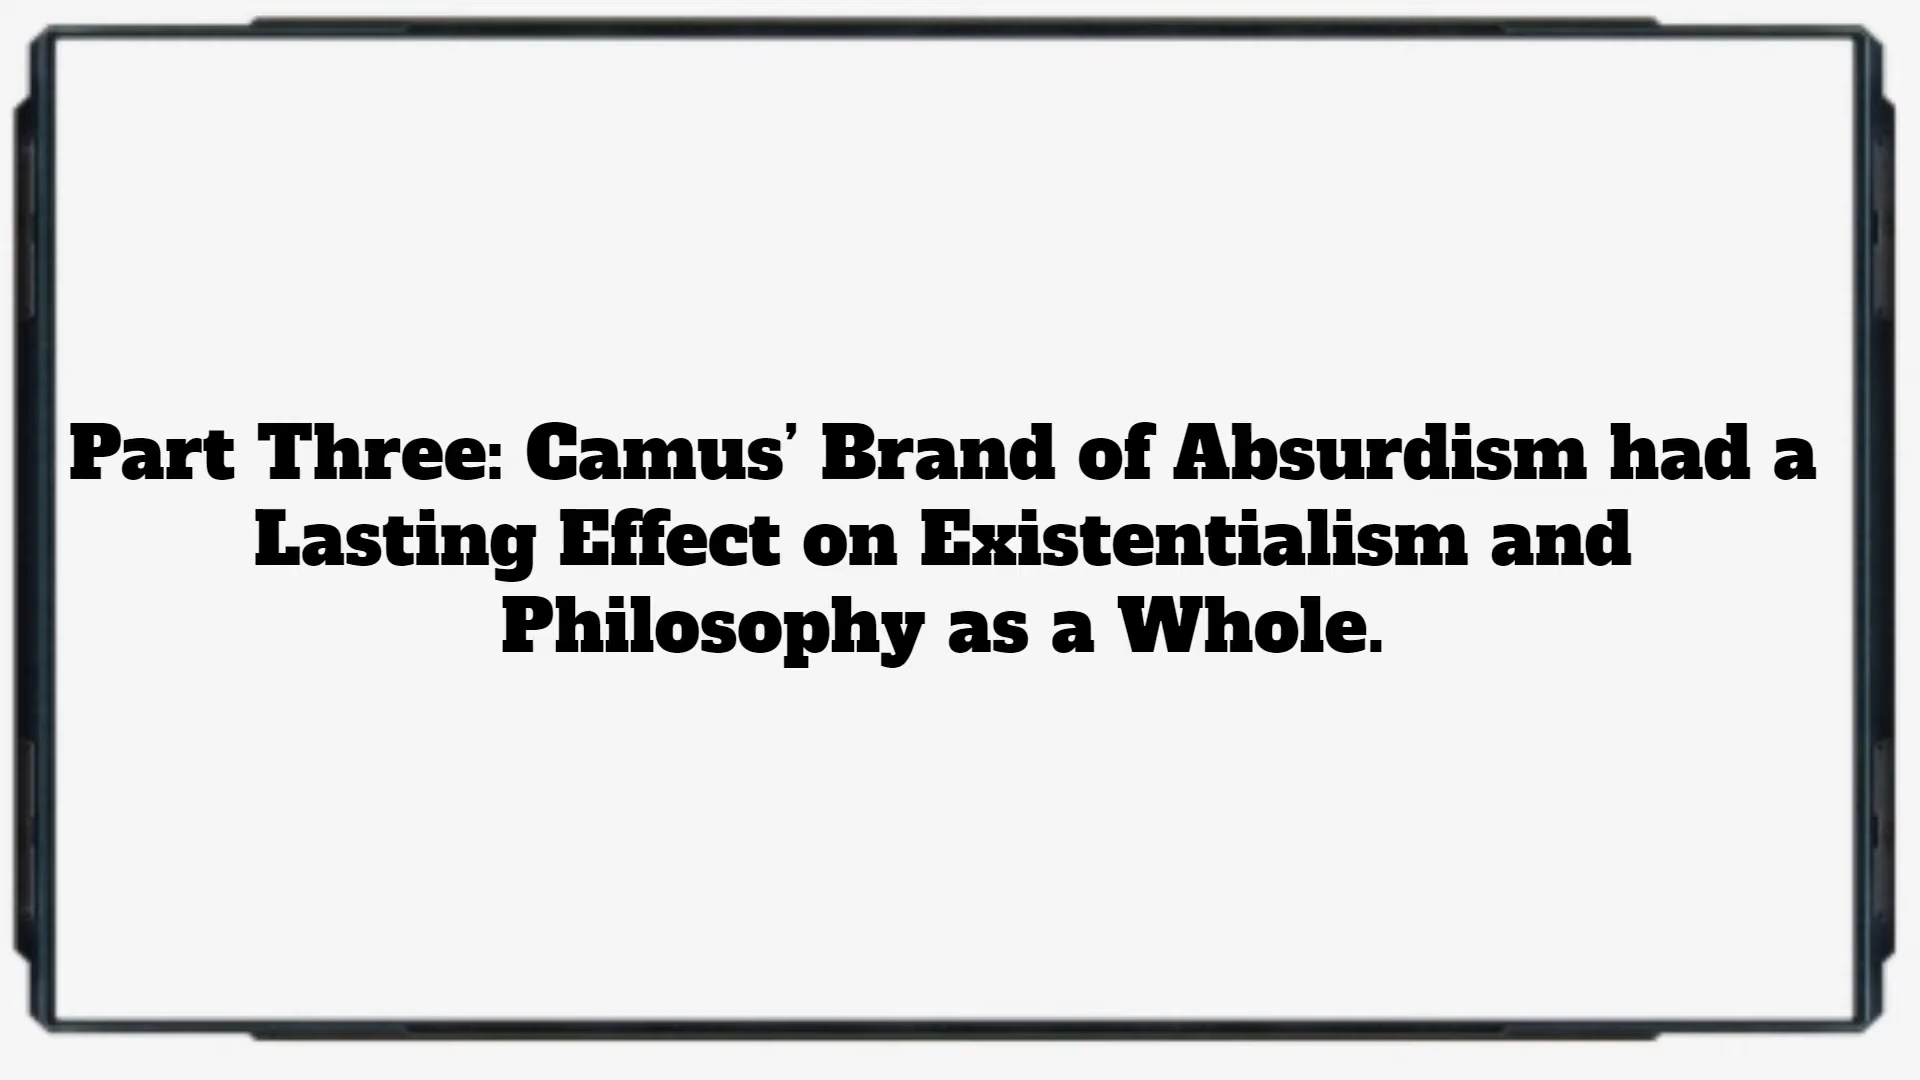 Part Three: Camus’ Brand of Absurdism had a
Lasting Effect on Existentialism and
Philosophy as a Whole.